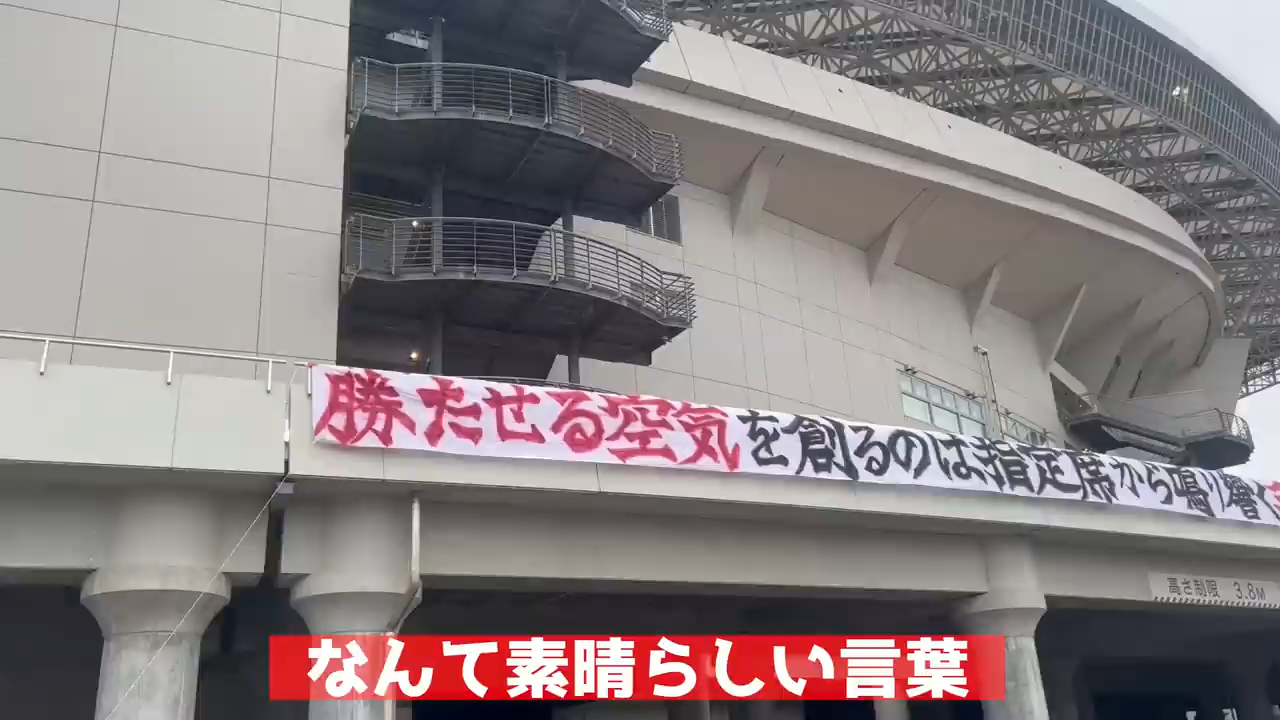 勝たせる空気を創るのは指定席から鳴り響く
高さ制限 3.8M
なんて素晴らしい言葉